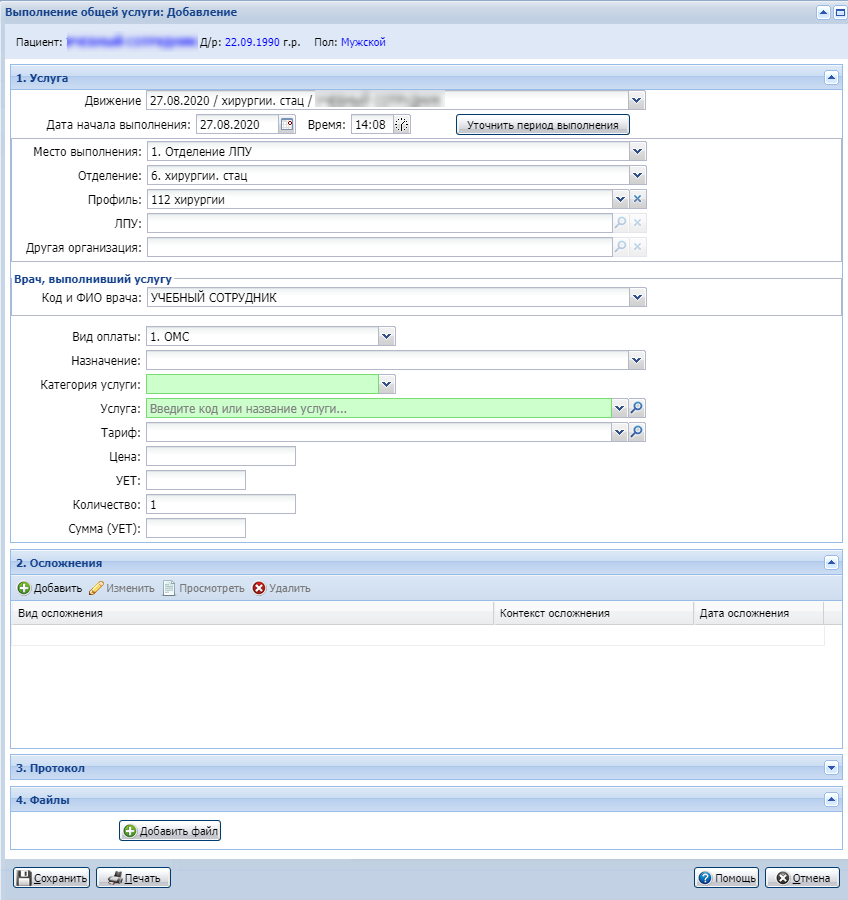 Выполнение общей услуги: Добавление
Пациент: Д/р: 22.09.1990 г.р. Пол: Мужской
1. Услуга
Движение 27.08.2020 / хирургии. стац /
Дата начала выполнения: 27.08.2020 Время: 14:08 Уточнить период выполнения
Место выполнения: 1. Отделение ЛПУ
Отделение: 6. хирургии. стац
Профиль: 112 хирургии
ЛПУ:
Другая организация:
Врач, выполнивший услугу
Код и ФИО врача: УЧЕБНЫЙ СОТРУДНИК
Вид оплаты: 1. ОМС
Назначение:
Категория услуги:
Услуга: Введите код или название услуги...
Тариф:
Цена:
УЕТ:
Количество: 1
Сумма (УЕТ):
2. Осложнения
Добавить Изменить Просмотреть Удалить
Вид осложнения Контекст осложнения Дата осложнения
3. Протокол
4. Файлы
Добавить файл
Сохранить Печать Помощь Отмена